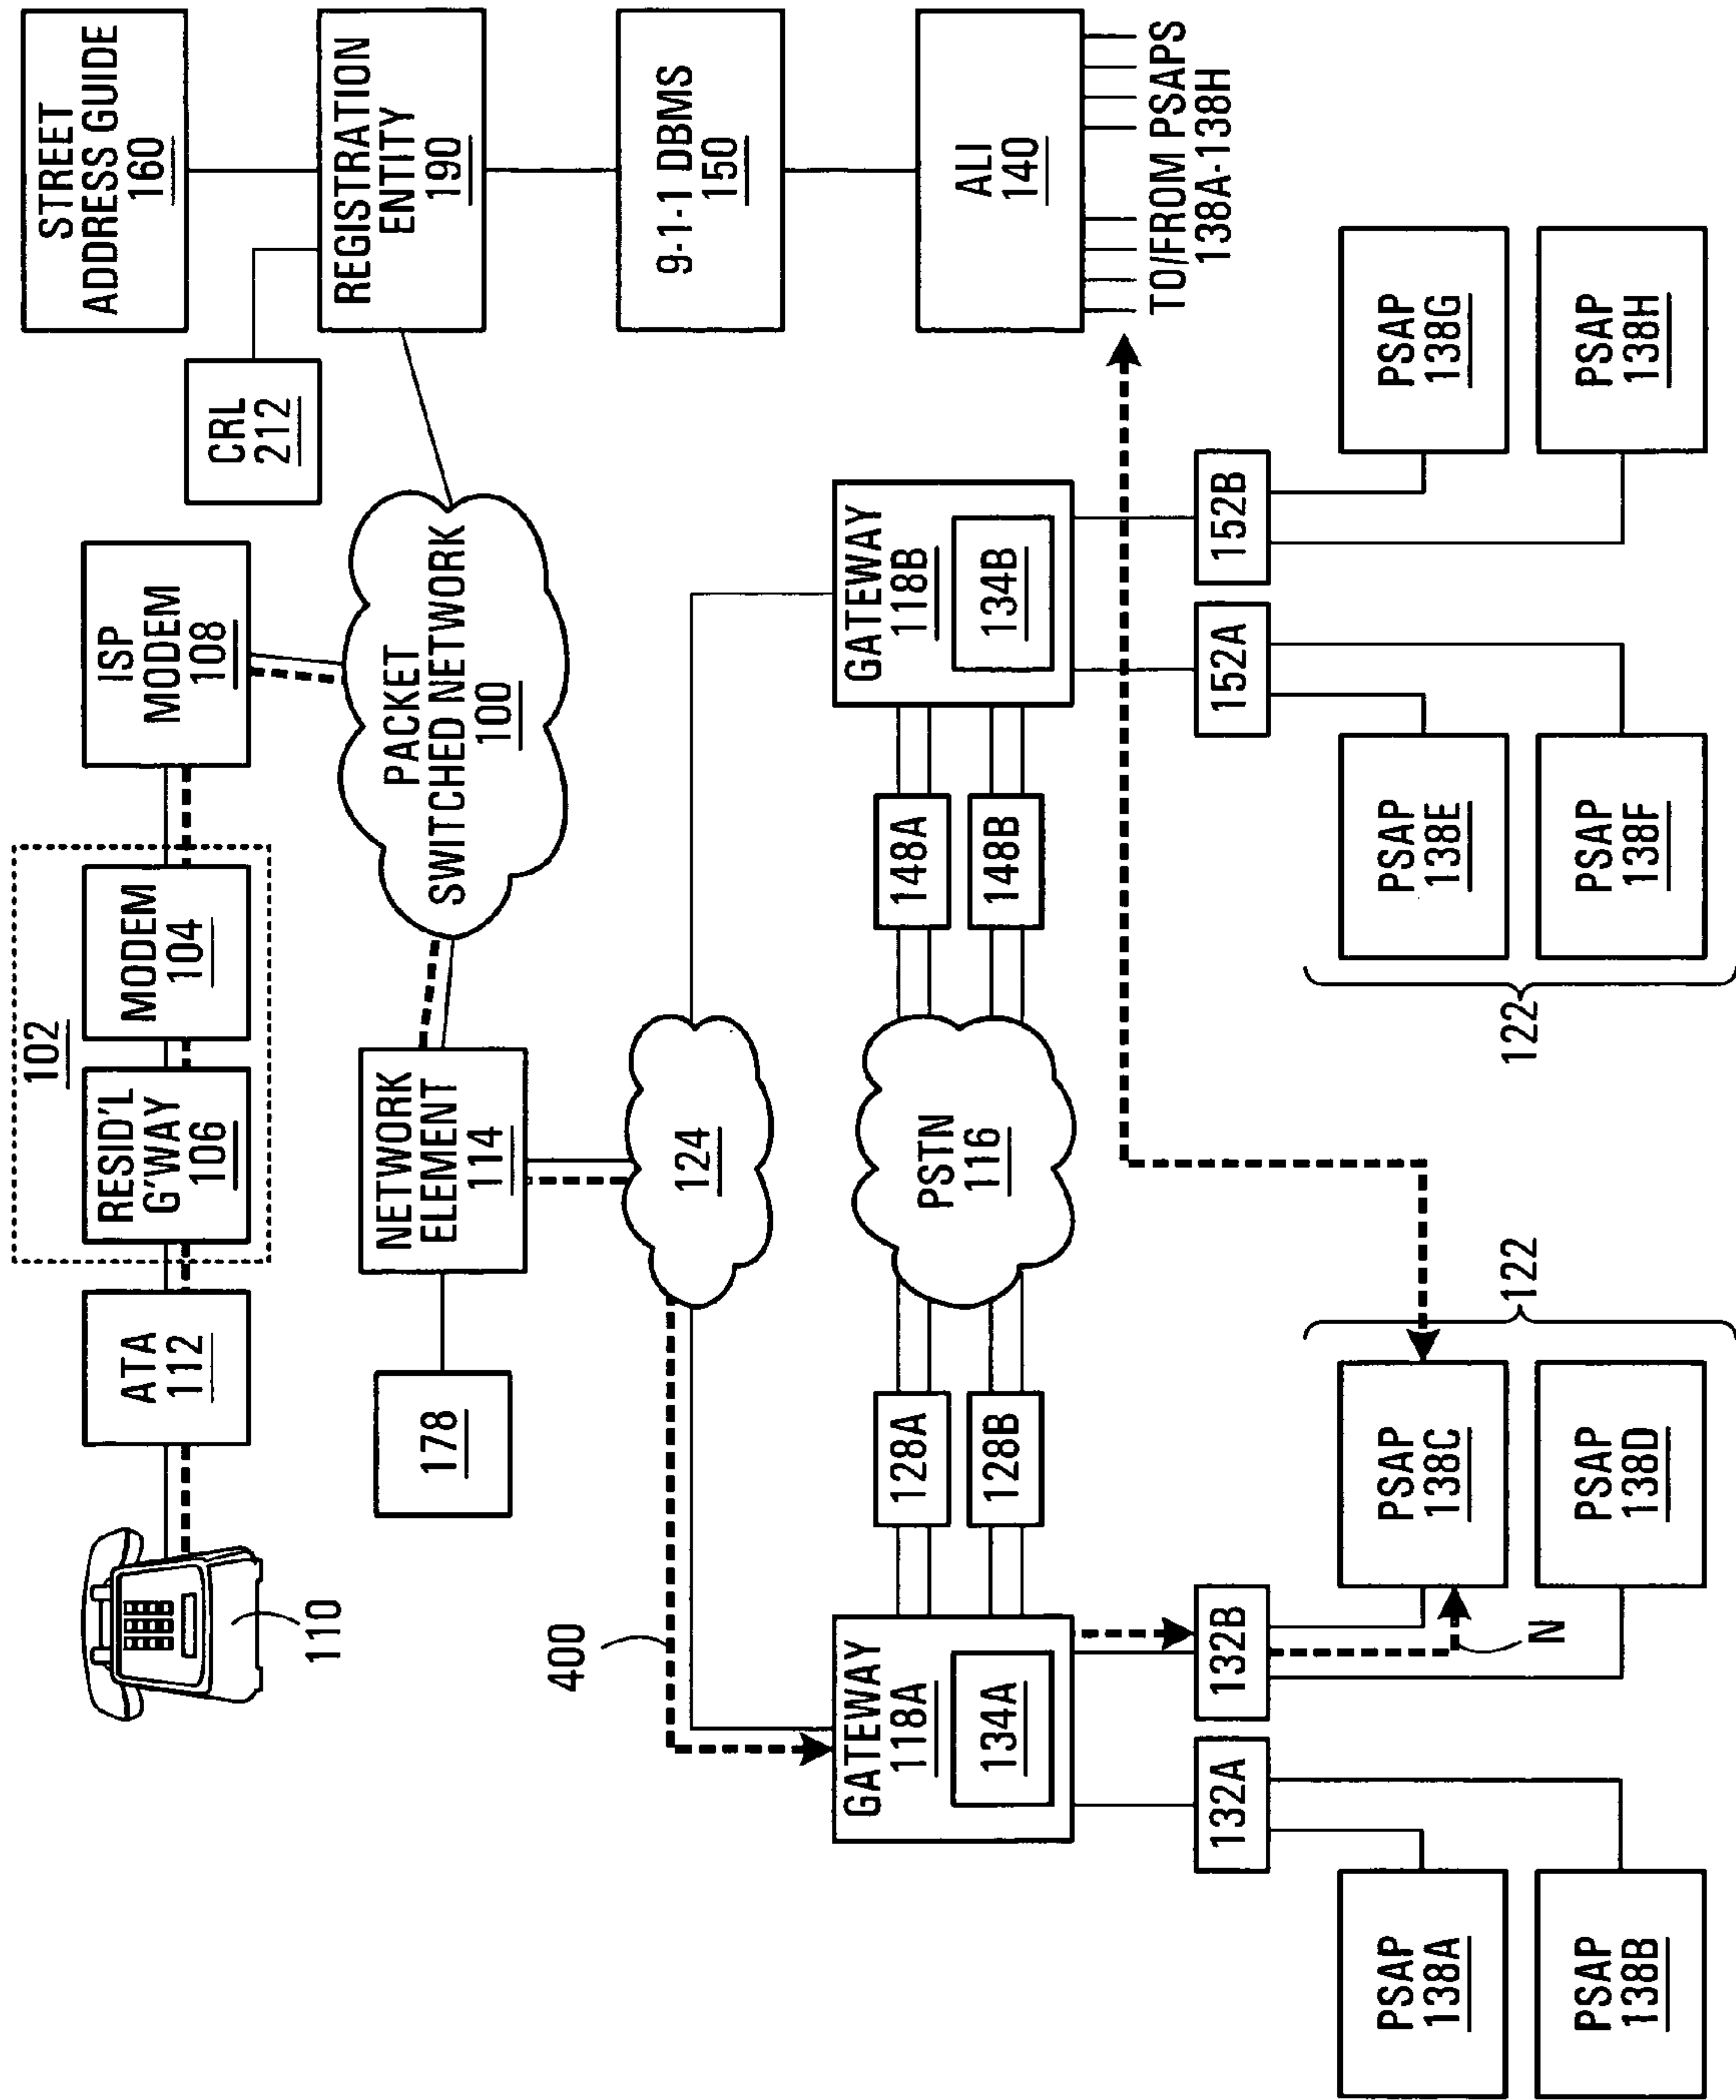 102
ATA
112
RESID'L
G'WAY
106
MODEM
104
ISP
MODEM
108
STREET
ADDRESS GUIDE
160
110
178
NETWORK
ELEMENT
114
PACKET
SWITCHED NETWORK
100
CRL
212
REGISTRATION
ENTITY
190
400
124
9-1-1 DBMS
150
GATEWAY
118A
134A
128A
128B
PSTN
116
148A
148B
GATEWAY
118B
134B
ALI
140
TO/FROM PSAPS
138A-138H
132A
132B
N
152A
152B
PSAP
138A
PSAP
138B
PSAP
138C
PSAP
138D
122
PSAP
138E
PSAP
138F
122
PSAP
138G
PSAP
138H